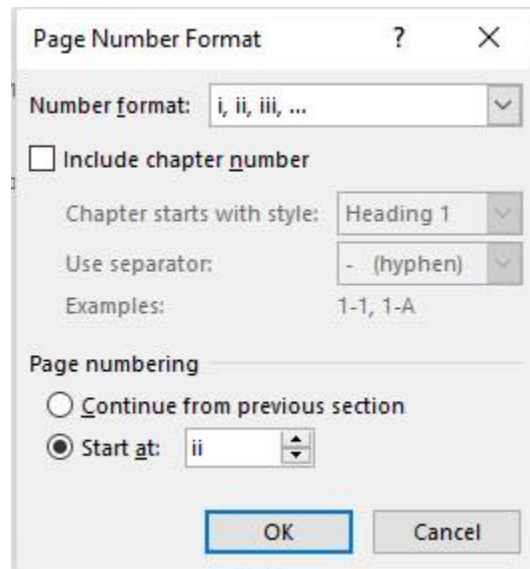 Page Number Format ? X
Number format: i, ii, iii, ...
Include chapter number
Chapter starts with style: Heading 1
Use separator: - (hyphen)
Examples: 1-1, 1-A
Page numbering
Continue from previous section
Start at: ii
OK Cancel